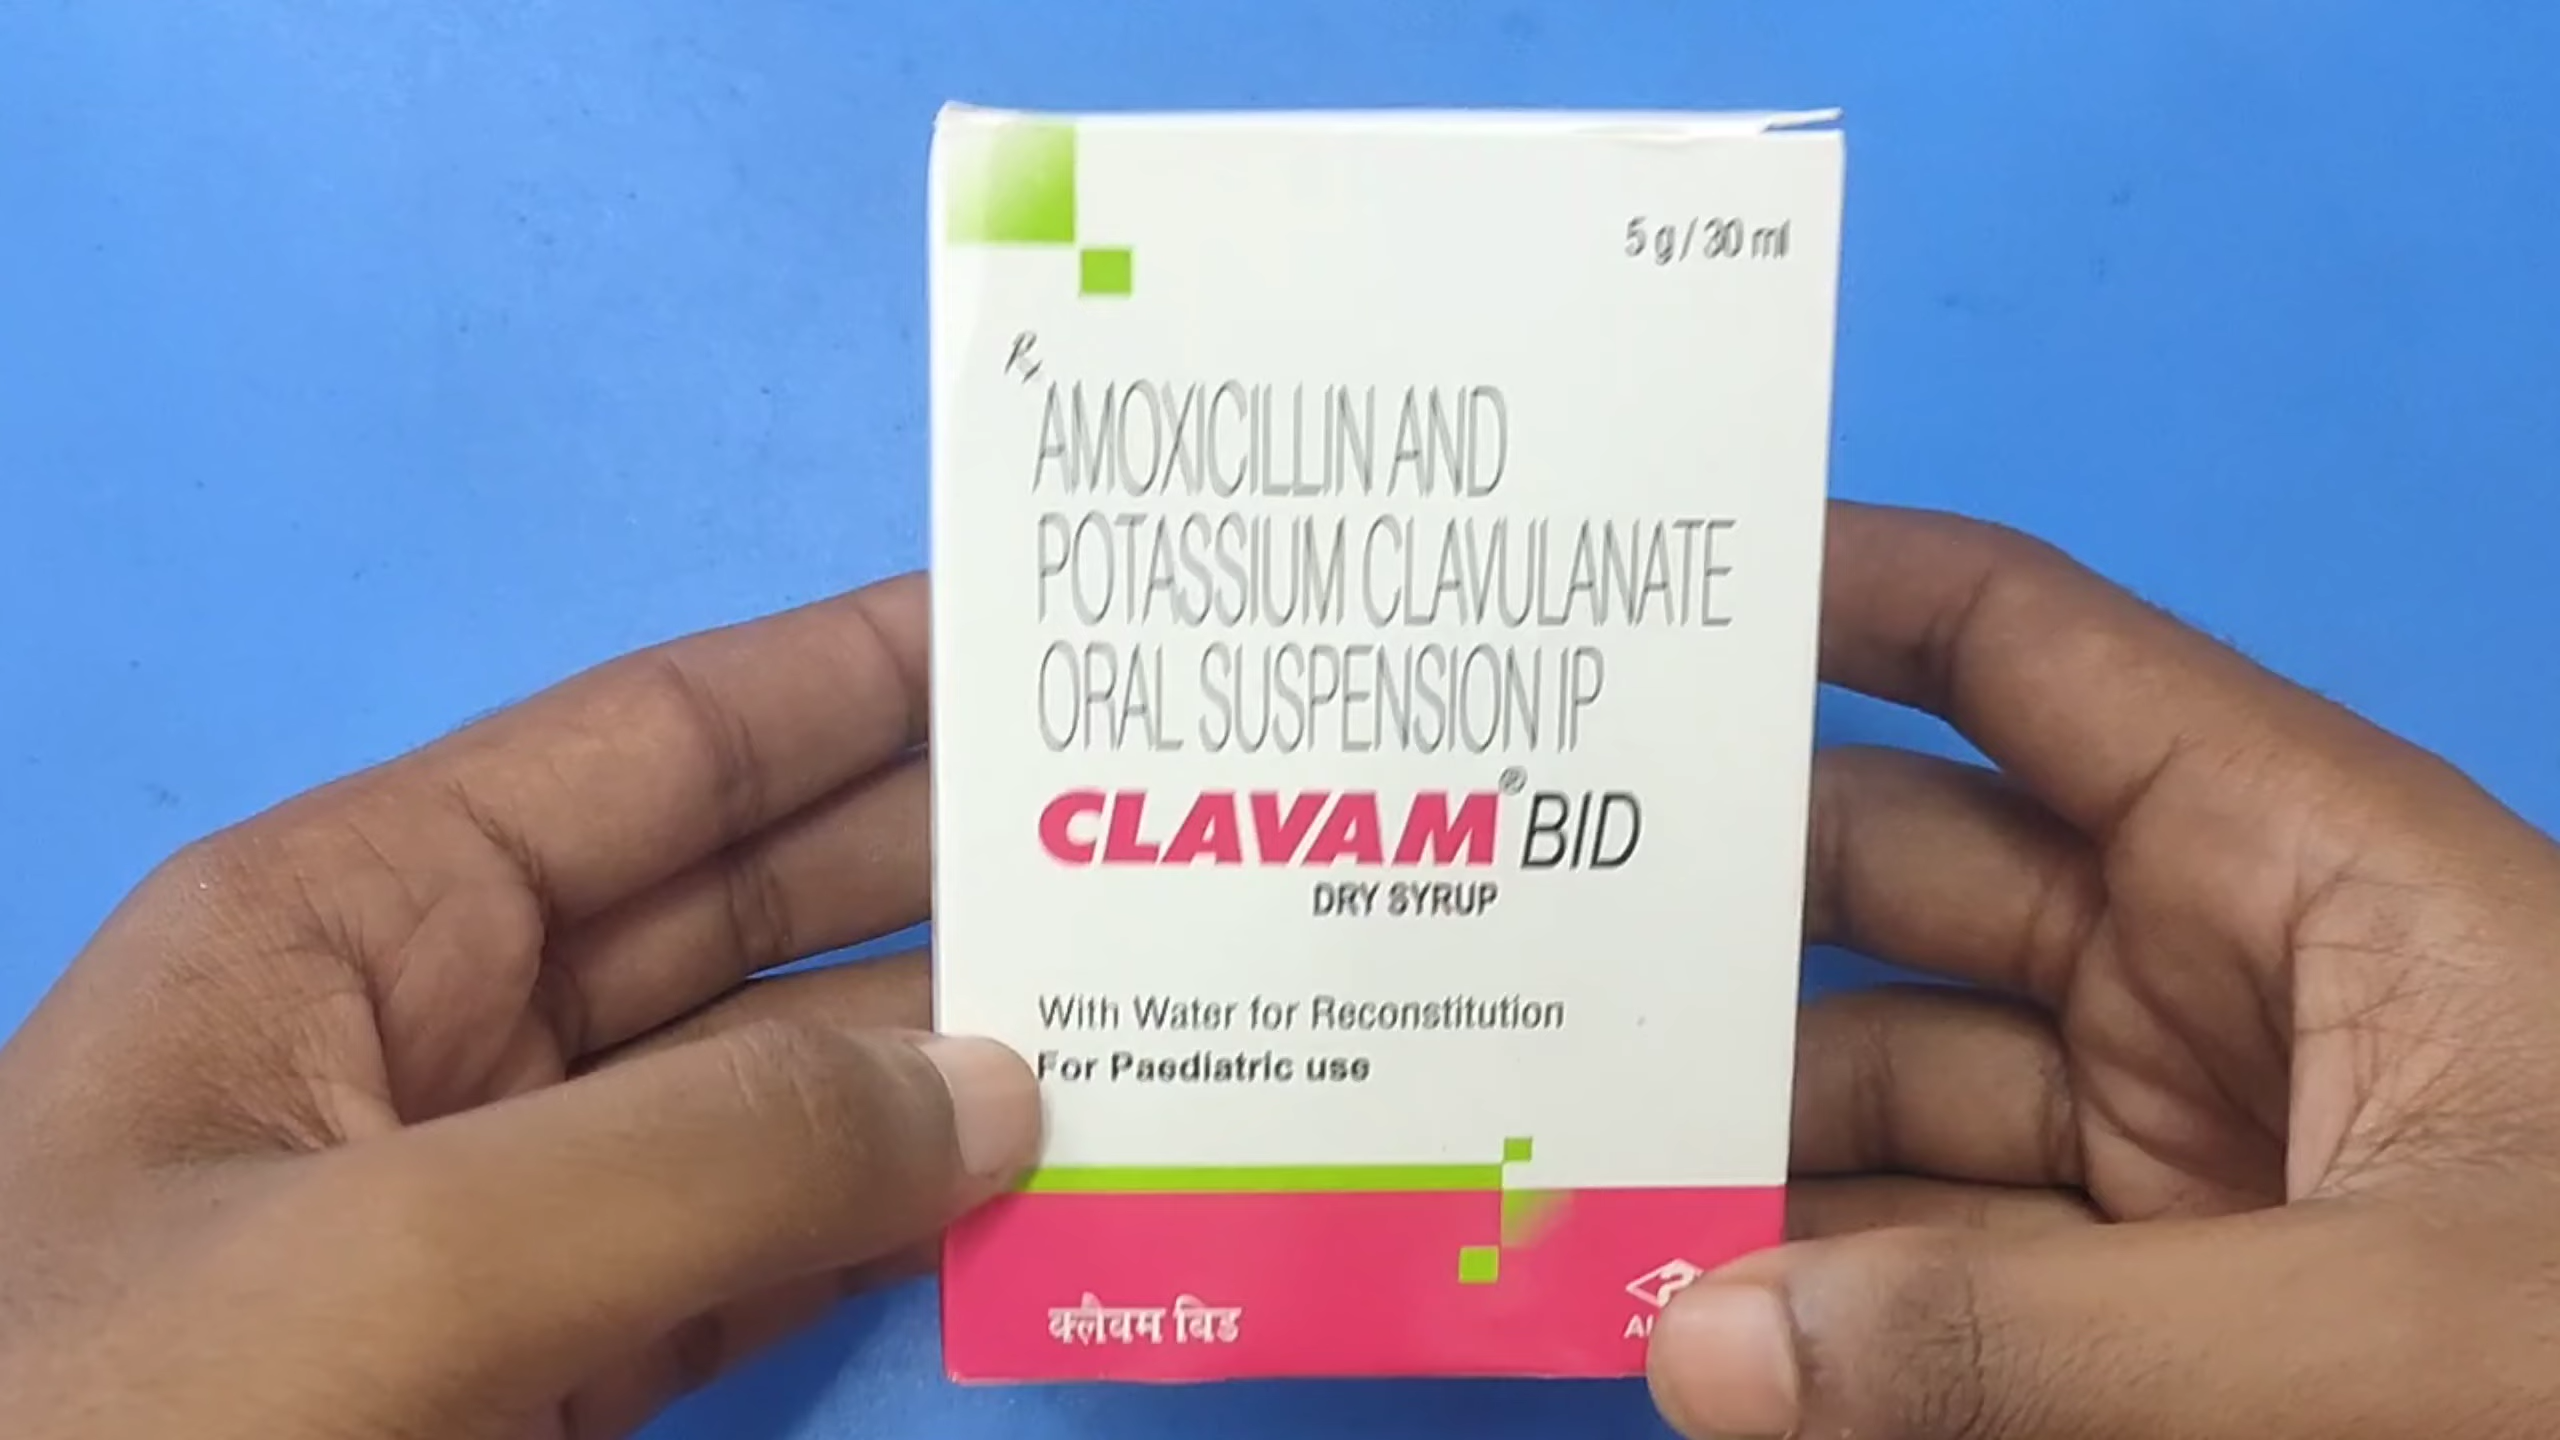 5 g / 30 ml
Rx
AMOXICILLIN AND
POTASSIUM CLAVULANATE
ORAL SUSPENSION IP
CLAVAM® BID
DRY SYRUP
With Water for Reconstitution
For Paediatric use
क्लैवम बिड